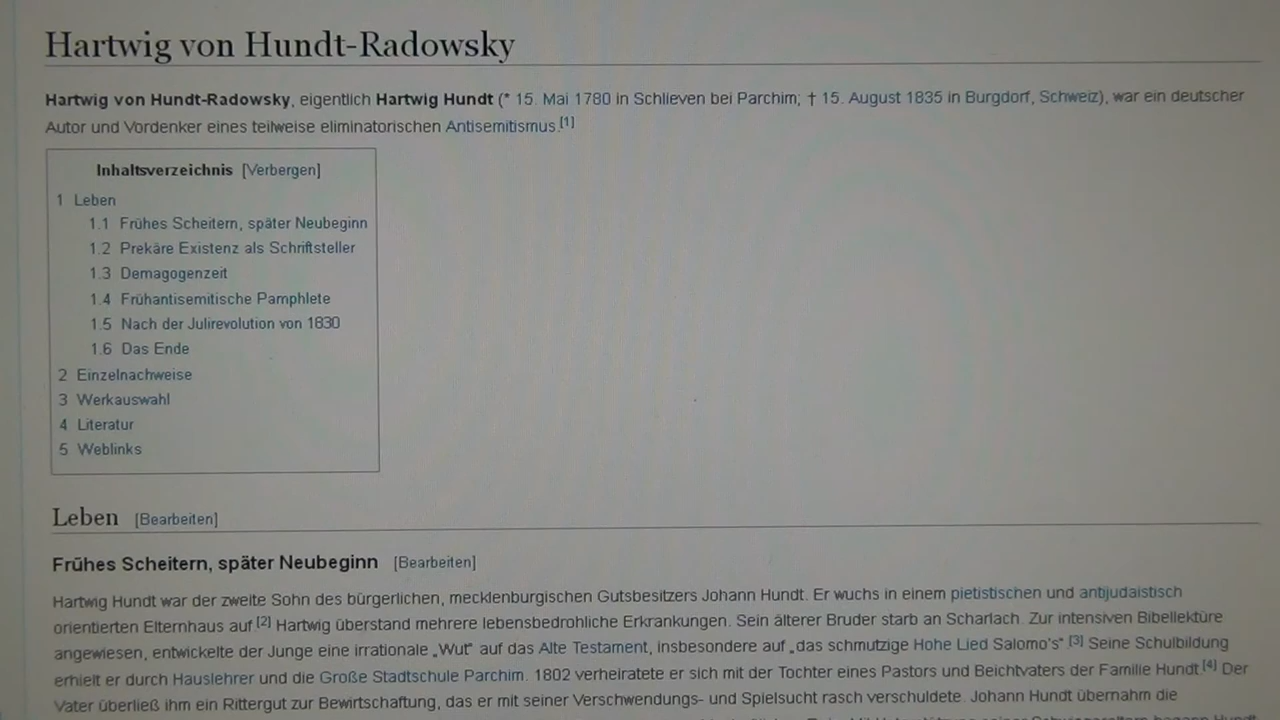 Hartwig von Hundt-Radowsky
Hartwig von Hundt-Radowsky, eigentlich Hartwig Hundt (* 15. Mai 1780 in Schlieven bei Parchim; † 15. August 1835 in Burgdorf, Schweiz), war ein deutscher
Autor und Vordenker eines teilweise eliminatorischen Antisemitismus.[1]
Inhaltsverzeichnis [Verbergen]
1 Leben
1.1 Frühes Scheitern, später Neubeginn
1.2 Prekäre Existenz als Schriftsteller
1.3 Demagogenzeit
1.4 Frühantisemitische Pamphlete
1.5 Nach der Julirevolution von 1830
1.6 Das Ende
2 Einzelnachweise
3 Werkauswahl
4 Literatur
5 Weblinks
Leben [Bearbeiten]
Frühes Scheitern, später Neubeginn [Bearbeiten]
Hartwig Hundt war der zweite Sohn des bürgerlichen, mecklenburgischen Gutsbesitzers Johann Hundt. Er wuchs in einem pietistischen und antijudaistisch
orientierten Elternhaus auf.[2] Hartwig überstand mehrere lebensbedrohliche Erkrankungen. Sein älterer Bruder starb an Scharlach. Zur intensiven Bibellektüre
angewiesen, entwickelte der Junge eine irrationale „Wut“ auf das Alte Testament, insbesondere auf „das schmutzige Hohe Lied Salomo's“.[3] Seine Schulbildung
erhielt er durch Hauslehrer und die Große Stadtschule Parchim. 1802 verheiratete er sich mit der Tochter eines Pastors und Beichtvaters der Familie Hundt.[4] Der
Vater überließ ihm ein Rittergut zur Bewirtschaftung, das er mit seiner Verschwendungs- und Spielsucht rasch verschuldete. Johann Hundt übernahm die